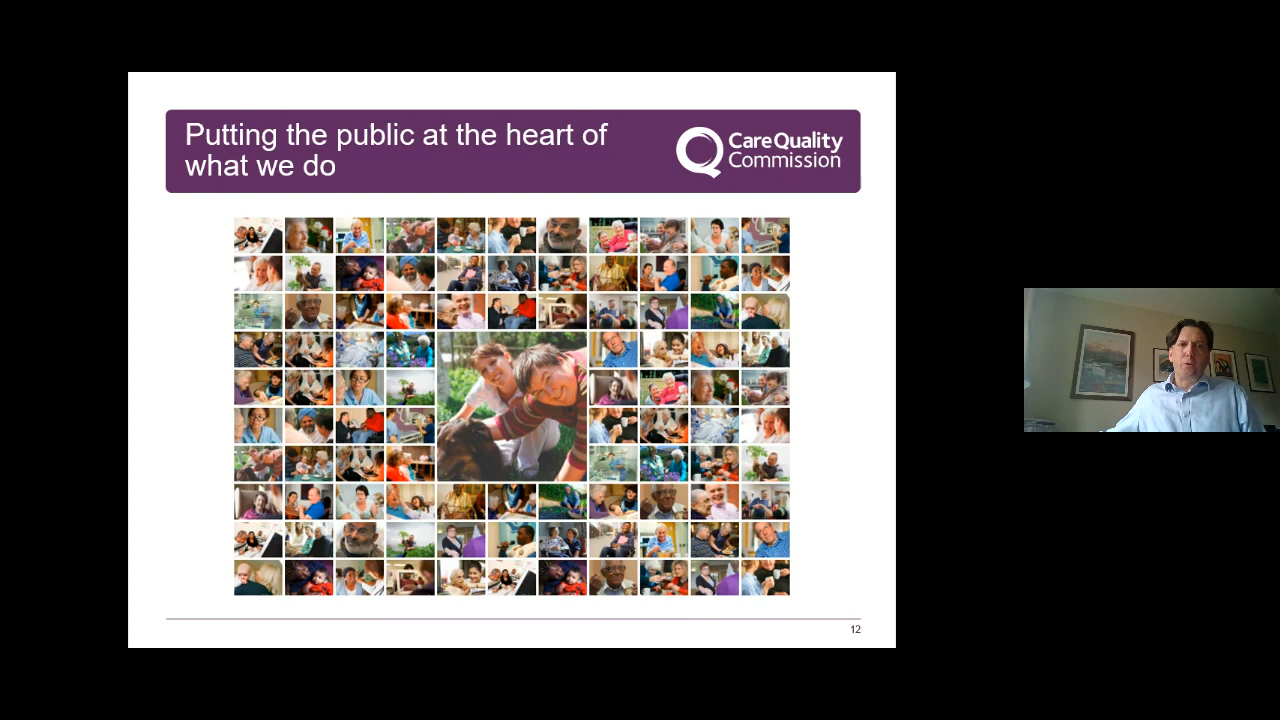 Putting the public at the heart of
what we do
CareQuality
Commission
12